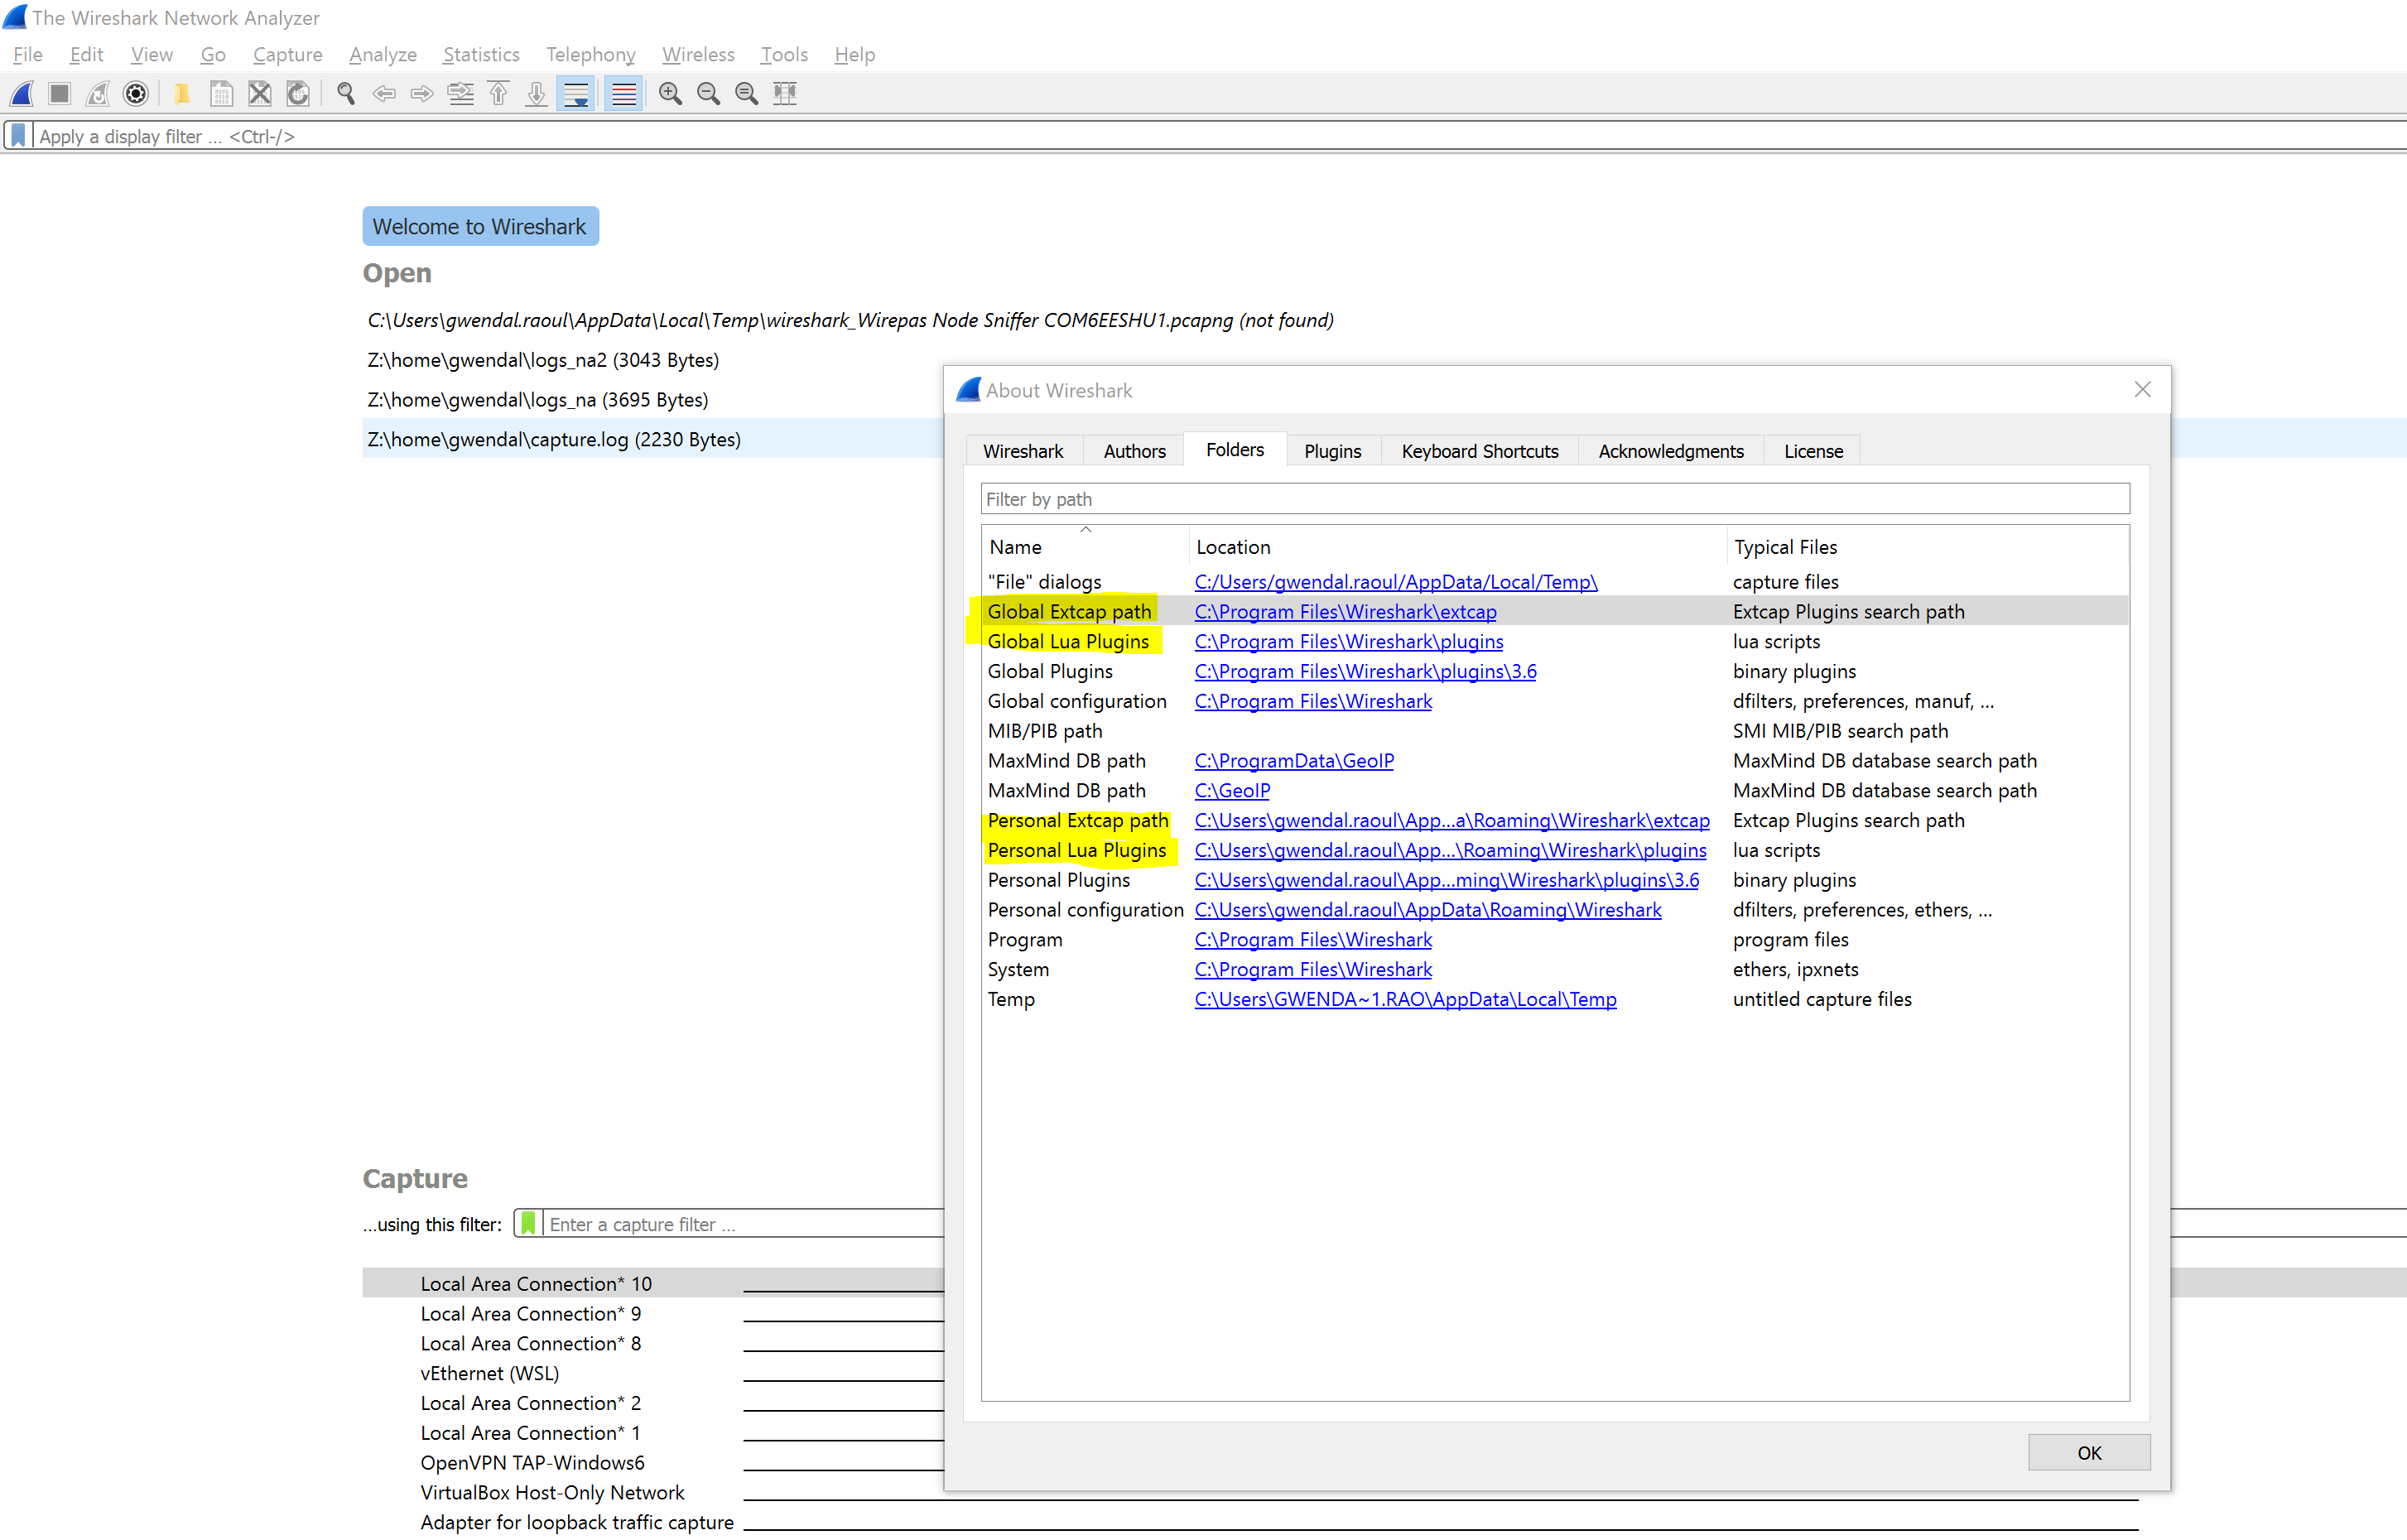 The Wireshark Network Analyzer
File Edit View Go Capture Analyze Statistics Telephony Wireless Tools Help
Apply a display filter ... <Ctrl-/>
Welcome to Wireshark
Open
C:\Users\gwendal.raoul\AppData\Local\Temp\wireshark_Wirepas Node Sniffer COM6EESHU1.pcapng (not found)
Z:\home\gwendal\logs_na2 (3043 Bytes)
Z:\home\gwendal\logs_na (3695 Bytes)
Z:\home\gwendal\capture.log (2230 Bytes)
About Wireshark
Wireshark Authors Folders Plugins Keyboard Shortcuts Acknowledgments License
Filter by path
Name Location Typical Files
"File" dialogs C:/Users/gwendal.raoul/AppData/Local/Temp\ capture files
Global Extcap path C:\Program Files\Wireshark\extcap Extcap Plugins search path
Global Lua Plugins C:\Program Files\Wireshark\plugins lua scripts
Global Plugins C:\Program Files\Wireshark\plugins\3.6 binary plugins
Global configuration C:\Program Files\Wireshark dfilters, preferences, manuf, ...
MIB/PIB path SMI MIB/PIB search path
MaxMind DB path C:\ProgramData\GeoIP MaxMind DB database search path
MaxMind DB path C:\GeoIP MaxMind DB database search path
Personal Extcap path C:\Users\gwendal.raoul\App...a\Roaming\Wireshark\extcap Extcap Plugins search path
Personal Lua Plugins C:\Users\gwendal.raoul\App...\Roaming\Wireshark\plugins lua scripts
Personal Plugins C:\Users\gwendal.raoul\App...ming\Wireshark\plugins\3.6 binary plugins
Personal configuration C:\Users\gwendal.raoul\AppData\Roaming\Wireshark dfilters, preferences, ethers, ...
Program C:\Program Files\Wireshark program files
System C:\Program Files\Wireshark ethers, ipxnets
Temp C:\Users\GWENDA~1.RAO\AppData\Local\Temp untitled capture files
OK
Capture
...using this filter: Enter a capture filter ...
Local Area Connection* 10
Local Area Connection* 9
Local Area Connection* 8
vEthernet (WSL)
Local Area Connection* 2
Local Area Connection* 1
OpenVPN TAP-Windows6
VirtualBox Host-Only Network
Adapter for loopback traffic capture